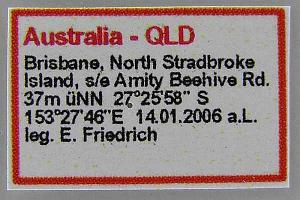 Australia - QLD
Brisbane, North Stradbroke
Island, s/e Amity Beehive Rd.
37m üNN 27°25'58" S
153°27'46"E 14.01.2006 a.L.
leg. E. Friedrich